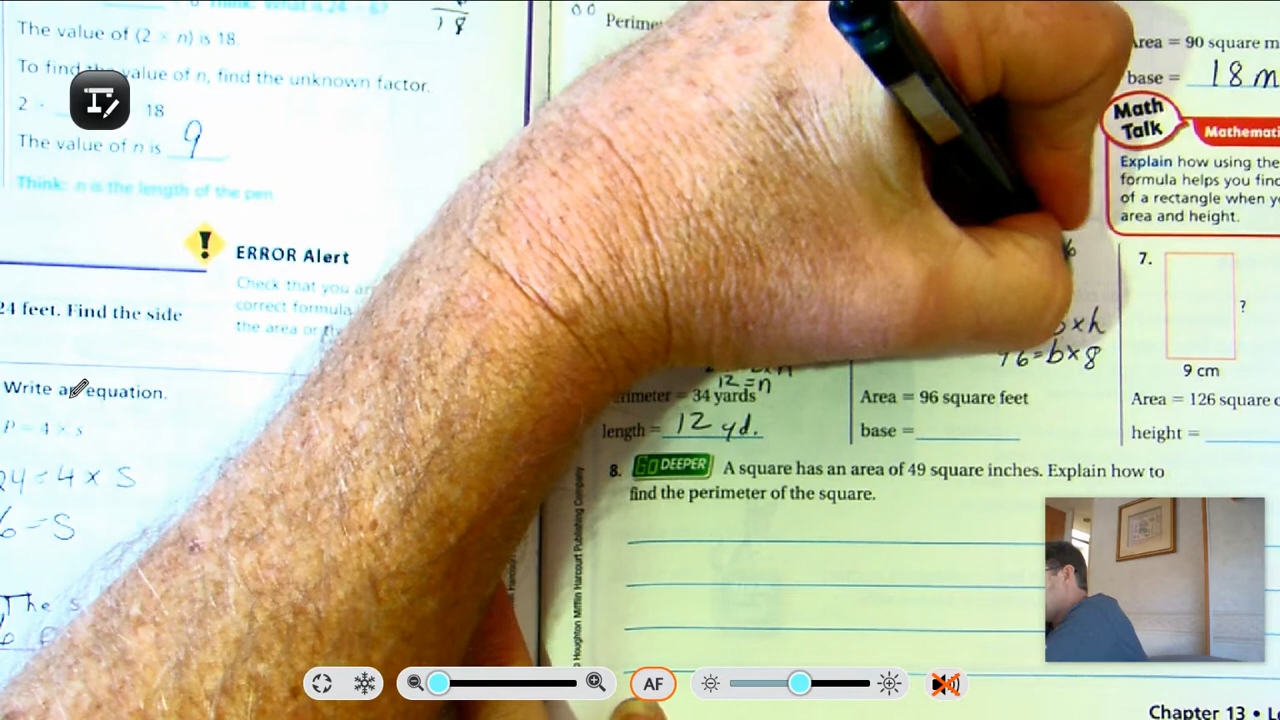 The value of (2 × n) is 18.
To find the value of n, find the unknown factor.
2 · 18
The value of n is 9
Think: n is the length of the pen
ERROR Alert
Check that you
correct formula
the area or
24 feet. Find the side
Write an equation.
P = 4 × s
24 = 4 × S
6 = S
The s
6
18
Area = 90 square m
base = 18 m
Math
Talk
Mathemati
Explain how using the
formula helps you find
of a rectangle when y
area and height.
b × h
96 = b × 8
12 = n
Perimeter = 34 yards
length = 12 yd.
Area = 96 square feet
base =
7.
?
9 cm
Area = 126 square c
height =
8. GO DEEPER A square has an area of 49 square inches. Explain how to
find the perimeter of the square.
© Houghton Mifflin Harcourt Publishing Company
AF
Chapter 13 • L